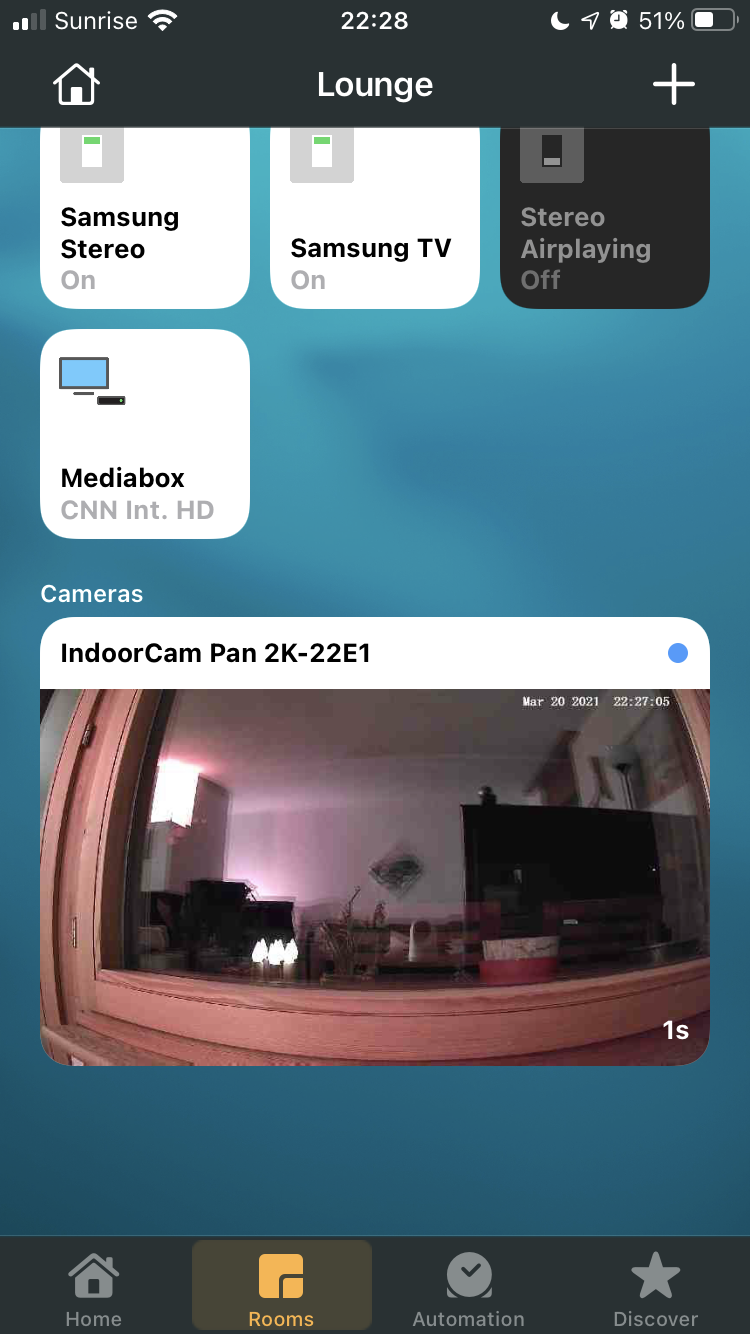 Sunrise 22:28 51%
Lounge
Samsung
Stereo
On
Samsung TV
On
Stereo
Airplaying
Off
Mediabox
CNN Int. HD
Cameras
IndoorCam Pan 2K-22E1
Mar 20 2021 22:27:05
1s
Home
Rooms
Automation
Discover